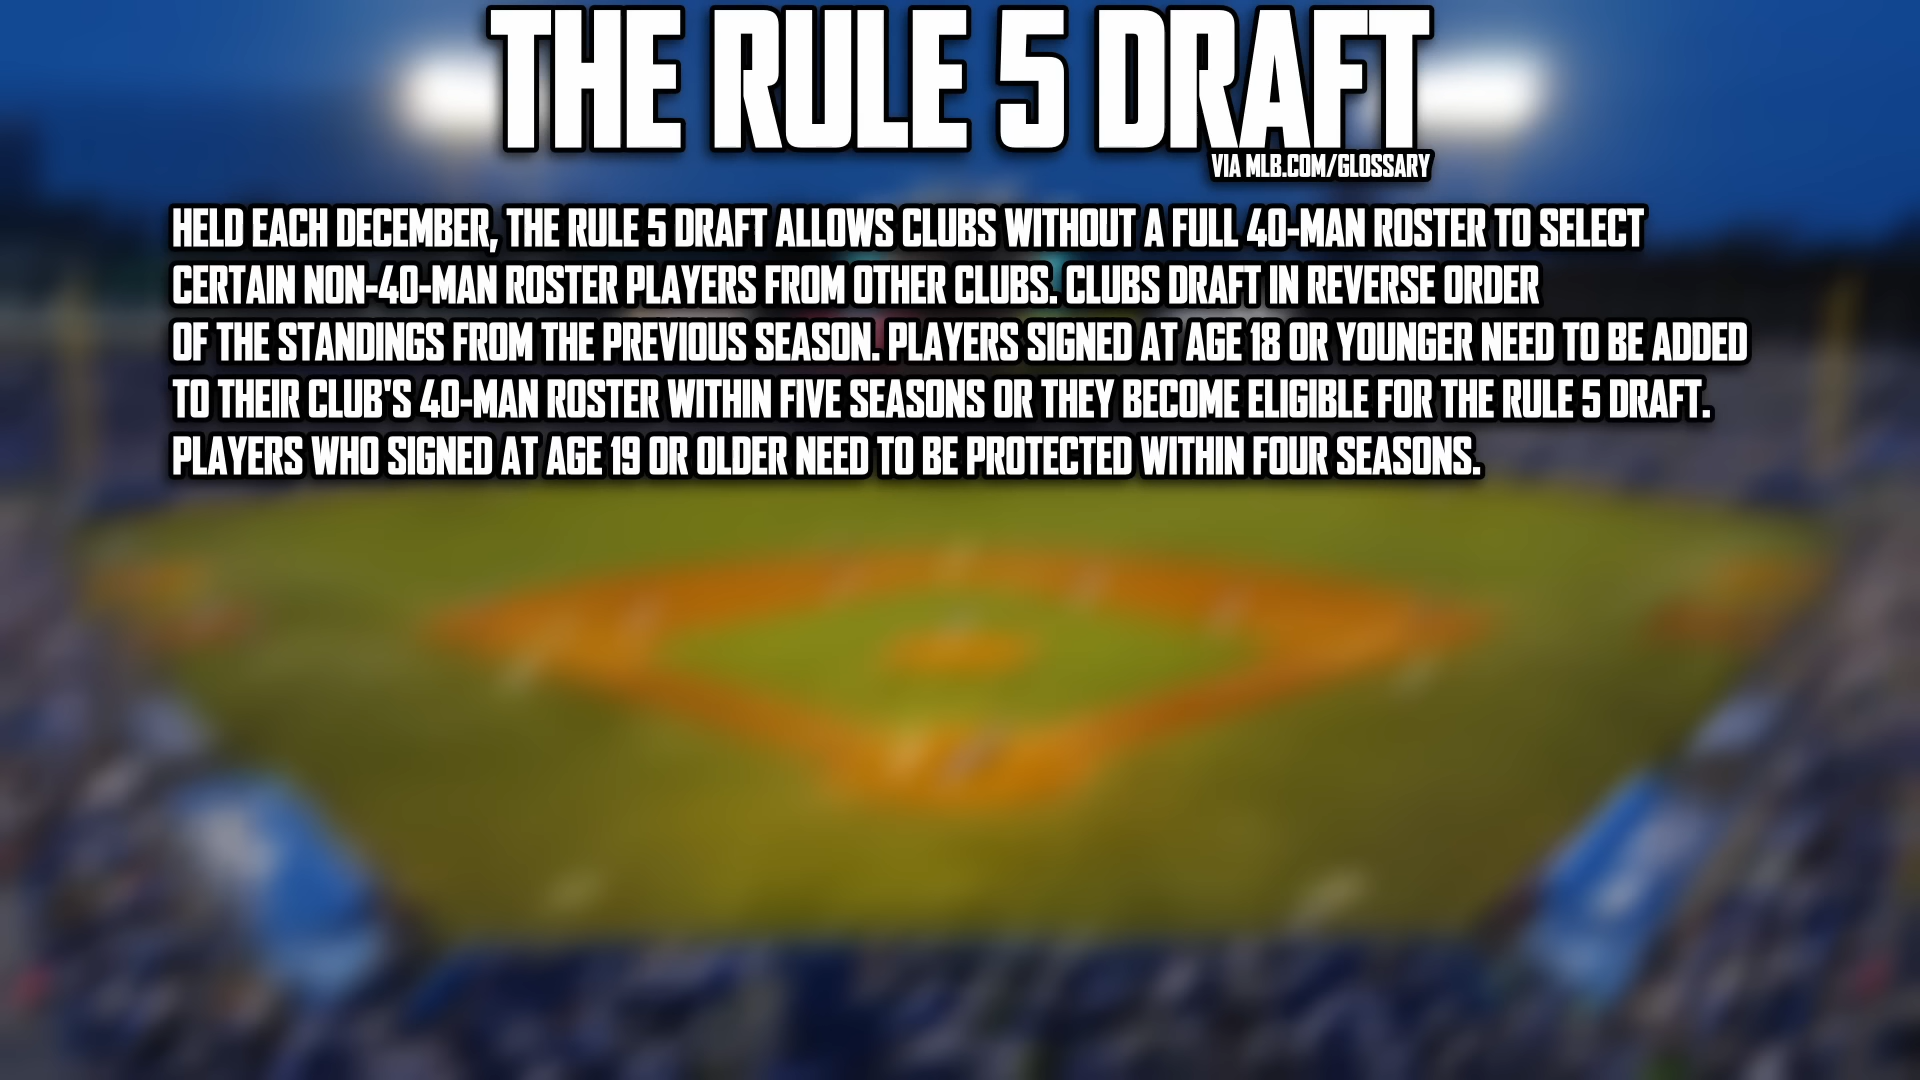 THE RULE 5 DRAFT
VIA MLB.COM/GLOSSARY
HELD EACH DECEMBER, THE RULE 5 DRAFT ALLOWS CLUBS WITHOUT A FULL 40-MAN ROSTER TO SELECT
CERTAIN NON-40-MAN ROSTER PLAYERS FROM OTHER CLUBS. CLUBS DRAFT IN REVERSE ORDER
OF THE STANDINGS FROM THE PREVIOUS SEASON. PLAYERS SIGNED AT AGE 18 OR YOUNGER NEED TO BE ADDED
TO THEIR CLUB'S 40-MAN ROSTER WITHIN FIVE SEASONS OR THEY BECOME ELIGIBLE FOR THE RULE 5 DRAFT.
PLAYERS WHO SIGNED AT AGE 19 OR OLDER NEED TO BE PROTECTED WITHIN FOUR SEASONS.